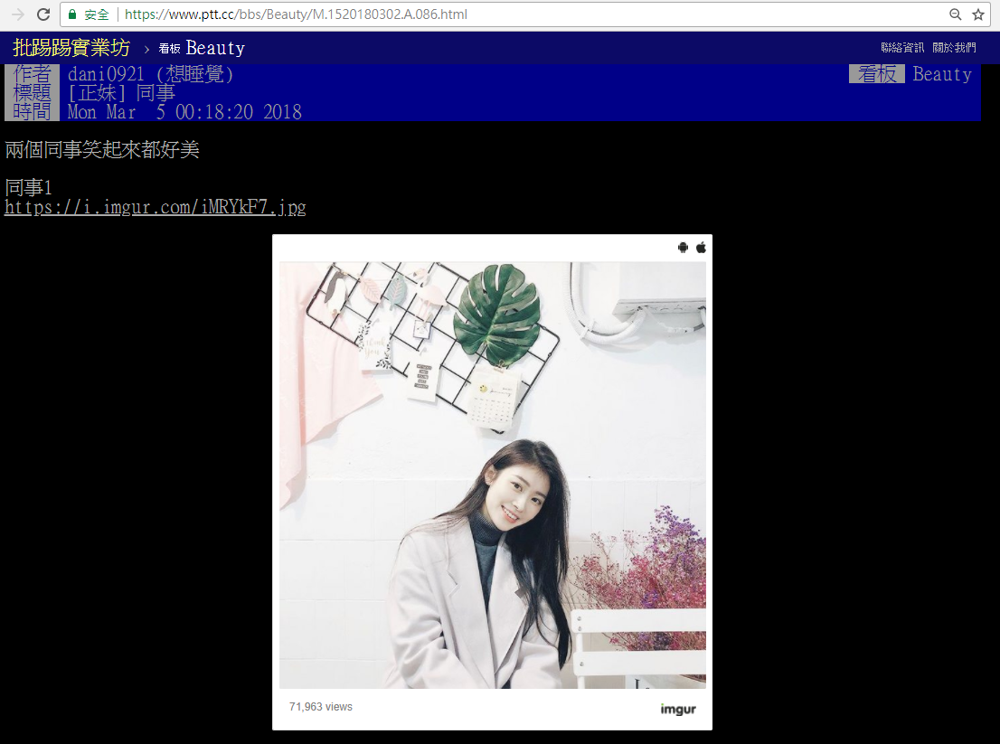 安全 https://www.ptt.cc/bbs/Beauty/M.1520180302.A.086.html
批踢踢實業坊 › 看板 Beauty 聯絡資訊 關於我們
作者 dani0921 (想睡覺) 看板 Beauty
標題 [正妹] 同事
時間 Mon Mar 5 00:18:20 2018
兩個同事笑起來都好美
同事1
https://i.imgur.com/iMRYkF7.jpg
71,963 views imgur